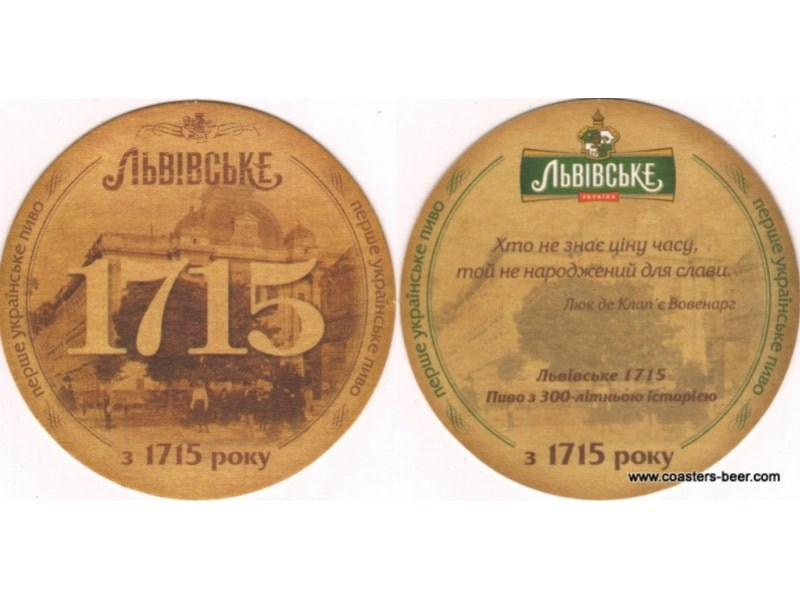 ЛЬВІВСЬКЕ
перше українське пиво
1715
перше українське пиво
з 1715 року
ЛЬВІВСЬКЕ
УКРАЇНА
перше українське пиво
Хто не знає ціну часу,
той не народжений для слави.
Люк де Клап'є Вовенарг
Львівське 1715
Пиво з 300-літньою історією
перше українське пиво
з 1715 року
www.coasters-beer.com